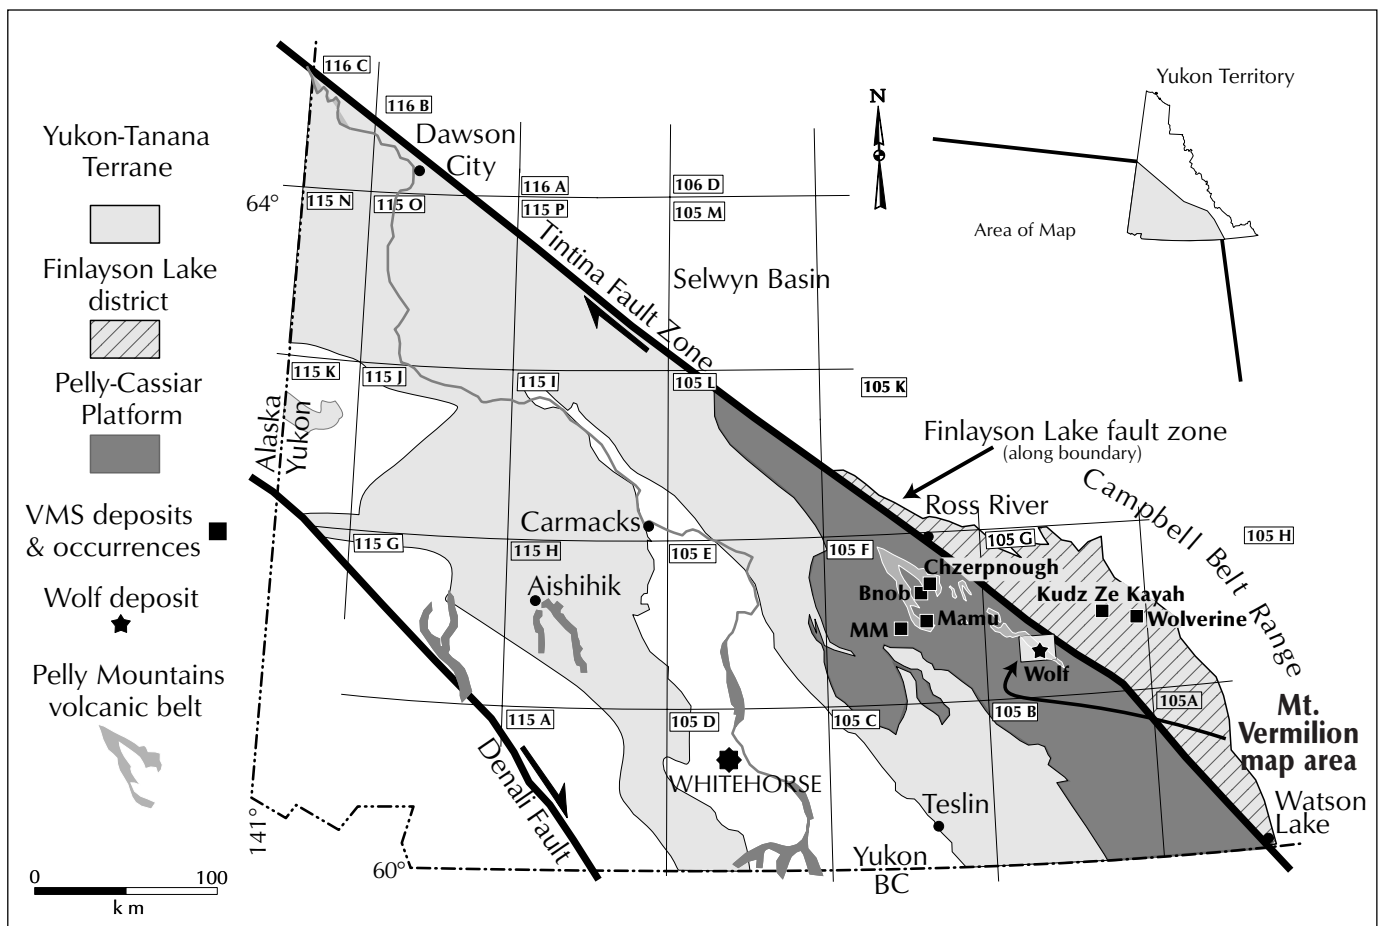 Yukon-Tanana
Terrane
Finlayson Lake
district
Pelly-Cassiar
Platform
VMS deposits
& occurrences
Wolf deposit
Pelly Mountains
volcanic belt
0 100
k m
116 C
116 B
Dawson
City
64°
115 N
115 O
116 A
115 P
106 D
105 M
N
Yukon Territory
Area of Map
Tintina Fault Zone
Selwyn Basin
115 K
115 J
115 I
105 L
105 K
Alaska
Yukon
Finlayson Lake fault zone
(along boundary)
Campbell Belt Range
Ross River
Carmacks
115 G
115 H
105 E
105 F
105 G
105 H
Aishihik
Chzerpnough
Bnob
Kudz Ze Kayah
Mamu
MM
Wolverine
Wolf
115 A
105 D
105 C
105 B
105A
Mt.
Vermilion
map area
Denali Fault
WHITEHORSE
Teslin
Watson
Lake
141°
60°
Yukon
BC